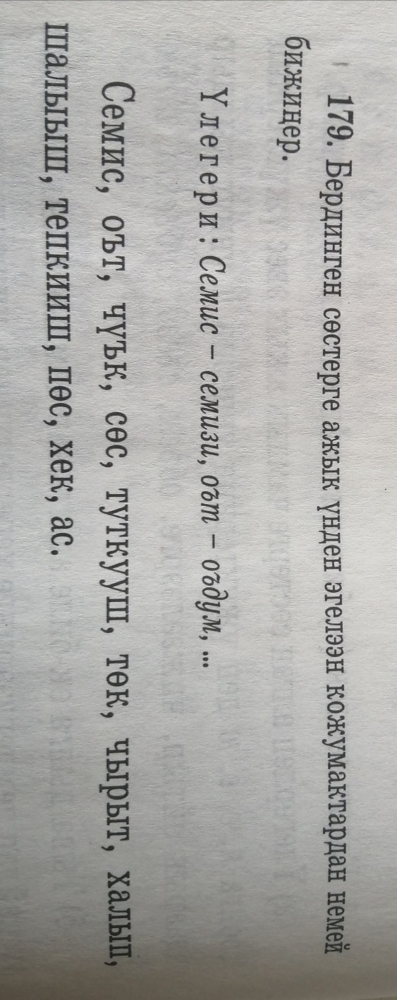 179. Бердинген сөстерге ажык үнден эгелээн кожумактардан немей
бижиңер.
Үлегери: Семис – семизи, оът – оъдум, ...
Семис, оът, чүък, сөс, туткууш, төк, чырыт, халып,
шалыыш, тепкииш, пөс, хек, ас.